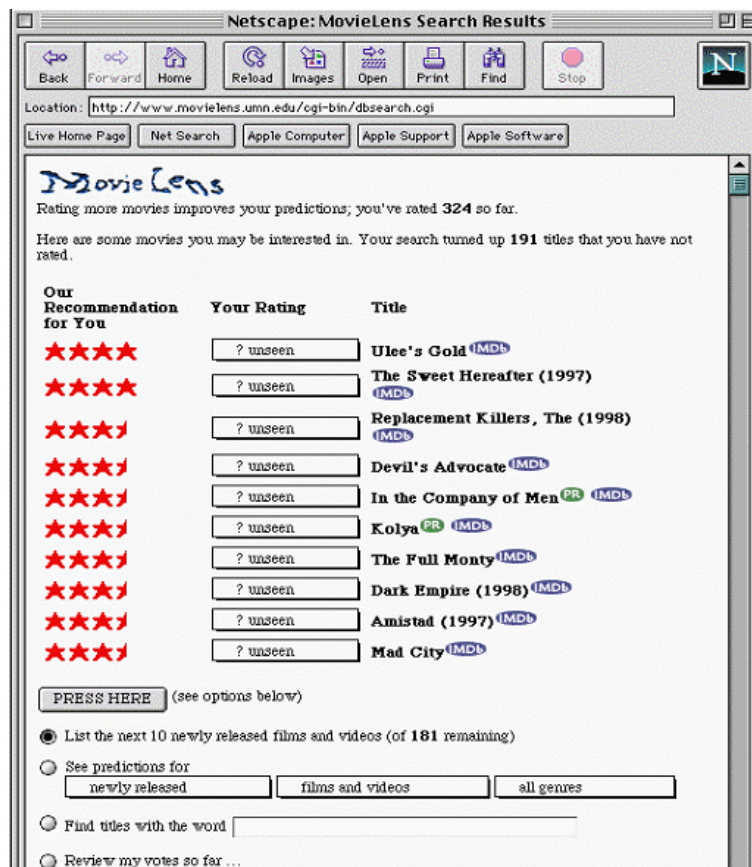 Netscape: MovieLens Search Results
Back Forward Home Reload Images Open Print Find Stop N
Location: http://www.movielens.umn.edu/cgi-bin/dbsearch.cgi
Live Home Page Net Search Apple Computer Apple Support Apple Software
MovieLens
Rating more movies improves your predictions; you've rated 324 so far.
Here are some movies you may be interested in. Your search turned up 191 titles that you have not
rated.
Our
Recommendation Your Rating Title
for You
? unseen Ulee's Gold IMDb
? unseen The Sweet Hereafter (1997)
IMDb
? unseen Replacement Killers, The (1998)
IMDb
? unseen Devil's Advocate IMDb
? unseen In the Company of Men PR IMDb
? unseen Kolya PR IMDb
? unseen The Full Monty IMDb
? unseen Dark Empire (1998) IMDb
? unseen Amistad (1997) IMDb
? unseen Mad City IMDb
PRESS HERE (see options below)
List the next 10 newly released films and videos (of 181 remaining)
See predictions for
newly released films and videos all genres
Find titles with the word
Review my votes so far ...